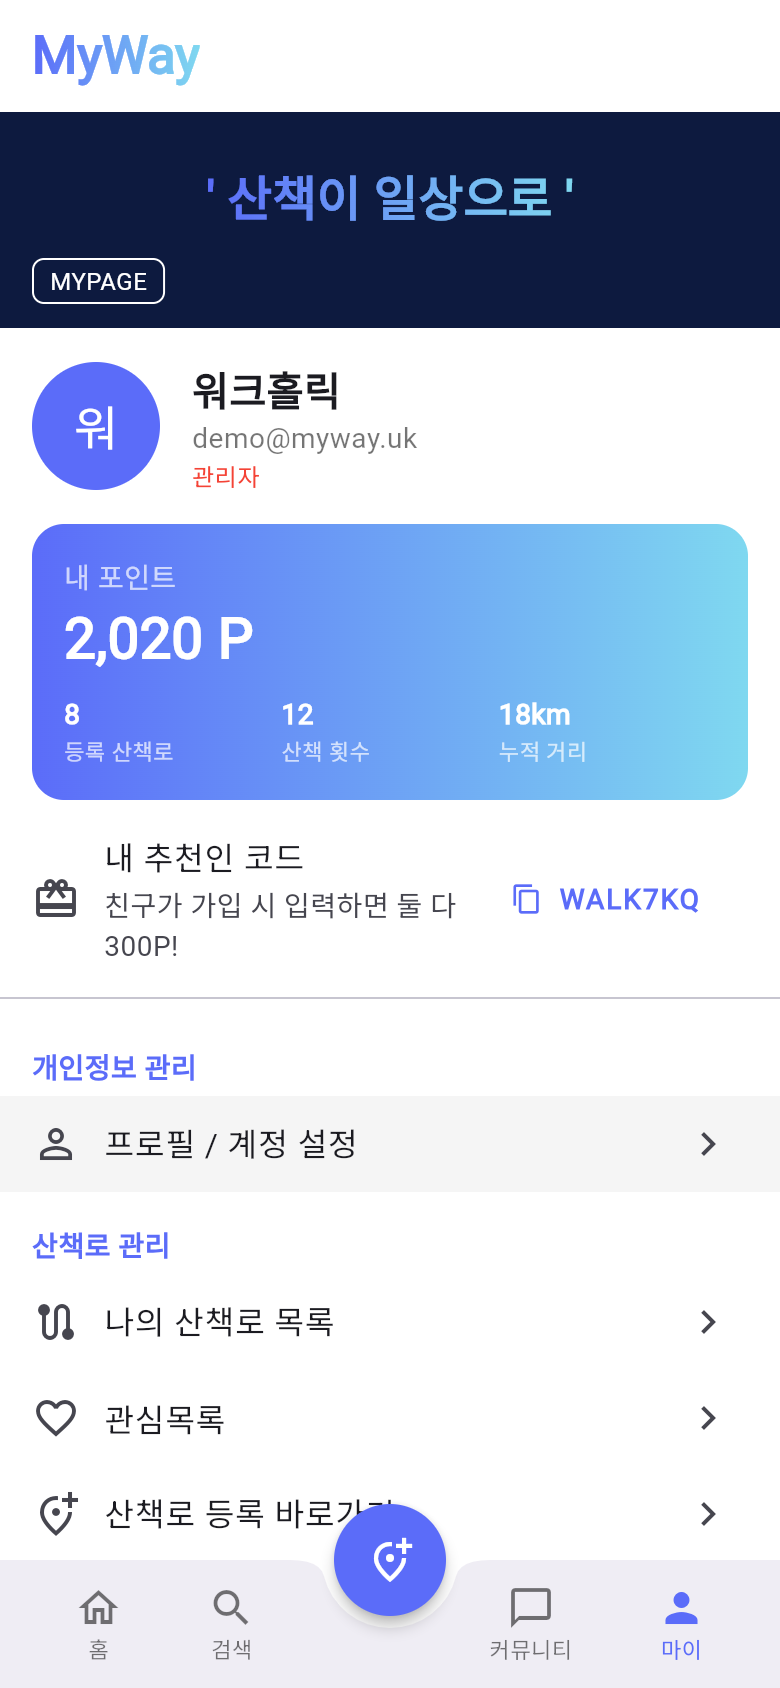 MyWay
' 산책이 일상으로 '
MYPAGE
워
워크홀릭
demo@myway.uk
관리자
내 포인트
2,020 P
8
등록 산책로
12
산책 횟수
18km
누적 거리
내 추천인 코드
친구가 가입 시 입력하면 둘 다
300P!
WALK7KQ
개인정보 관리
프로필 / 계정 설정
산책로 관리
나의 산책로 목록
관심목록
산책로 등록 바로가기
홈
검색
커뮤니티
마이